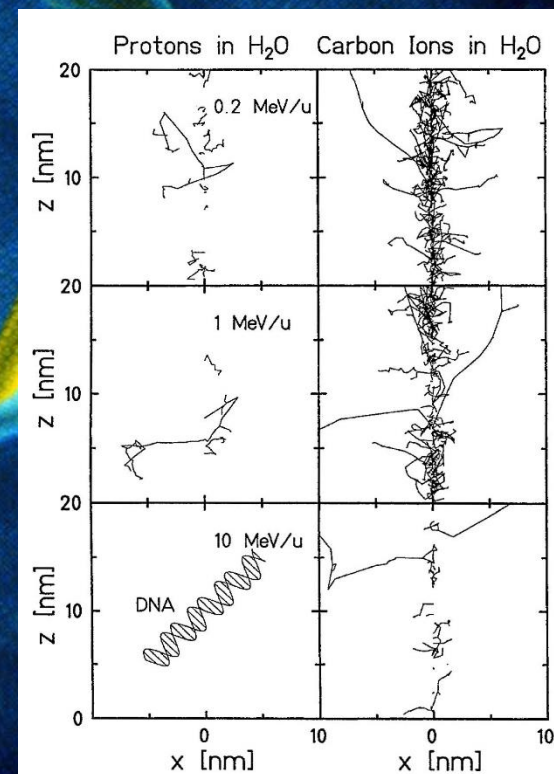 Protons in H₂O Carbon Ions in H₂O
20
0.2 MeV/u
z [nm]
10
20
1 MeV/u
z [nm]
10
20
10 MeV/u
DNA
z [nm]
10
0
10 0 10 0 10
x [nm] x [nm]